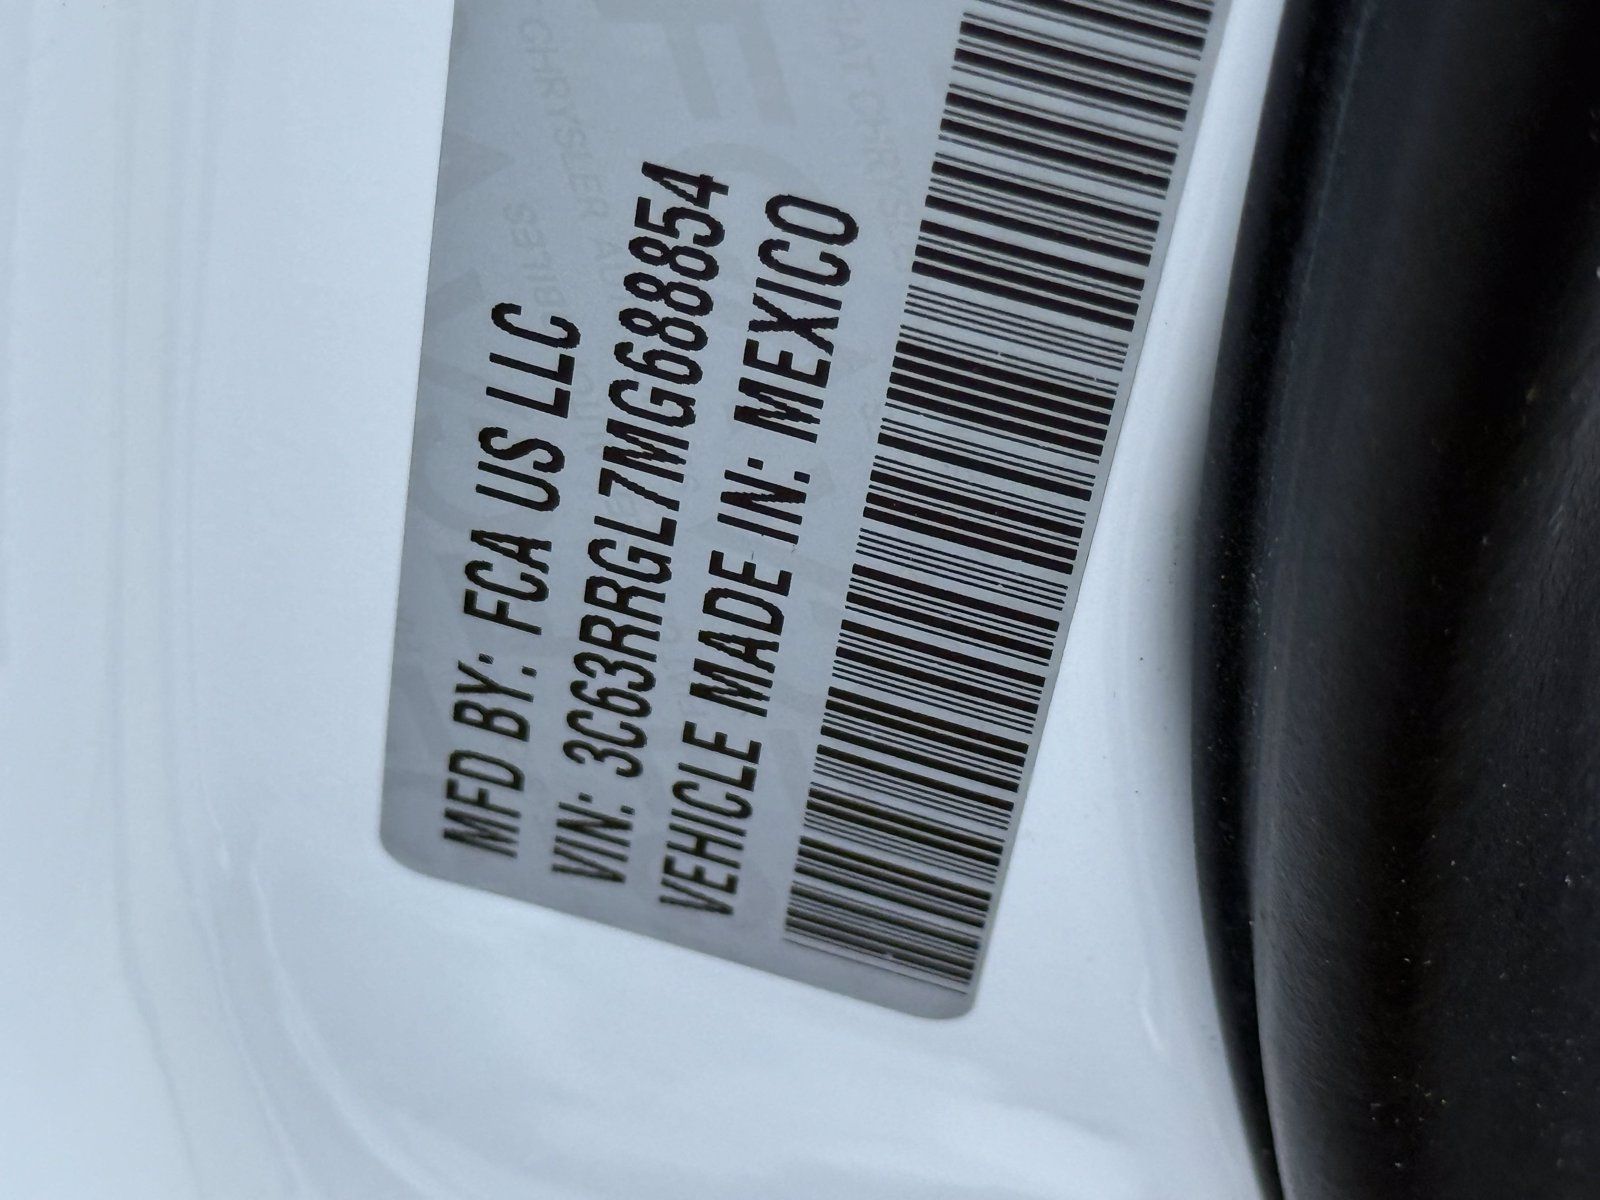 MFD BY: FCA US LLC
VIN: 3C63RRGL7MG688854
VEHICLE MADE IN: MEXICO